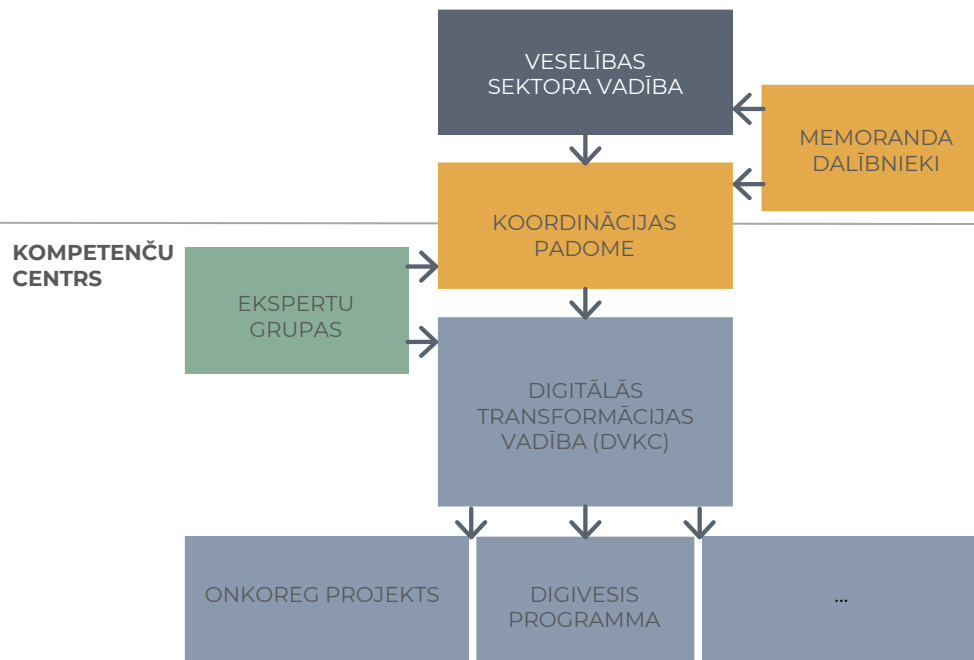 VESELĪBAS
SEKTORA VADĪBA
MEMORANDA
DALĪBNIEKI
KOORDINĀCIJAS
PADOME
KOMPETENČU
CENTRS
EKSPERTU
GRUPAS
DIGITĀLĀS
TRANSFORMĀCIJAS
VADĪBA (DVKC)
ONKOREG PROJEKTS
DIGIVESIS
PROGRAMMA
...